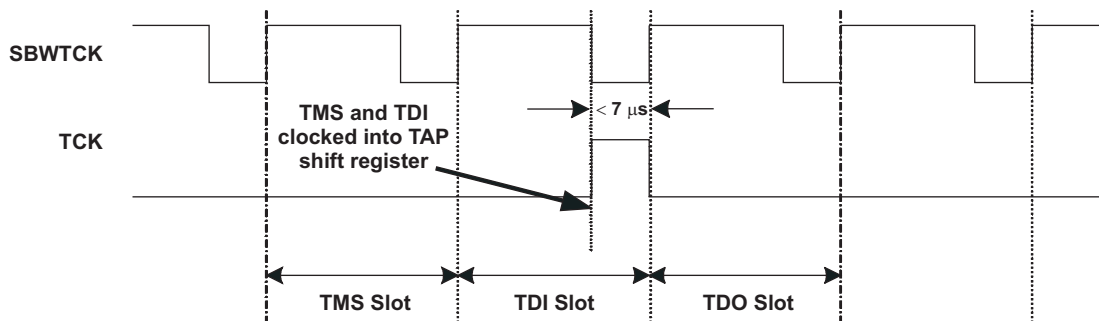 SBWTCK
< 7 μs
TMS and TDI
clocked into TAP
shift register
TCK
TMS Slot
TDI Slot
TDO Slot